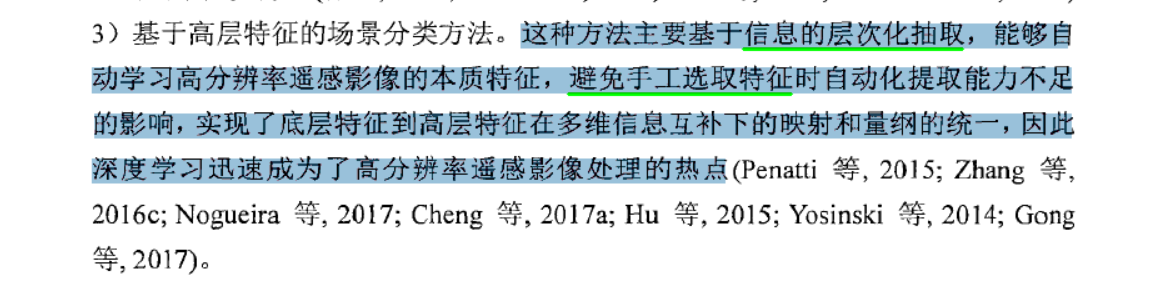 3）基于高层特征的场景分类方法。这种方法主要基于信息的层次化抽取，能够自
动学习高分辨率遥感影像的本质特征，避免手工选取特征时自动化提取能力不足
的影响，实现了底层特征到高层特征在多维信息互补下的映射和量纲的统一，因此
深度学习迅速成为了高分辨率遥感影像处理的热点(Penatti 等, 2015; Zhang 等,
2016c; Nogueira 等, 2017; Cheng 等, 2017a; Hu 等, 2015; Yosinski 等, 2014; Gong
等, 2017)。